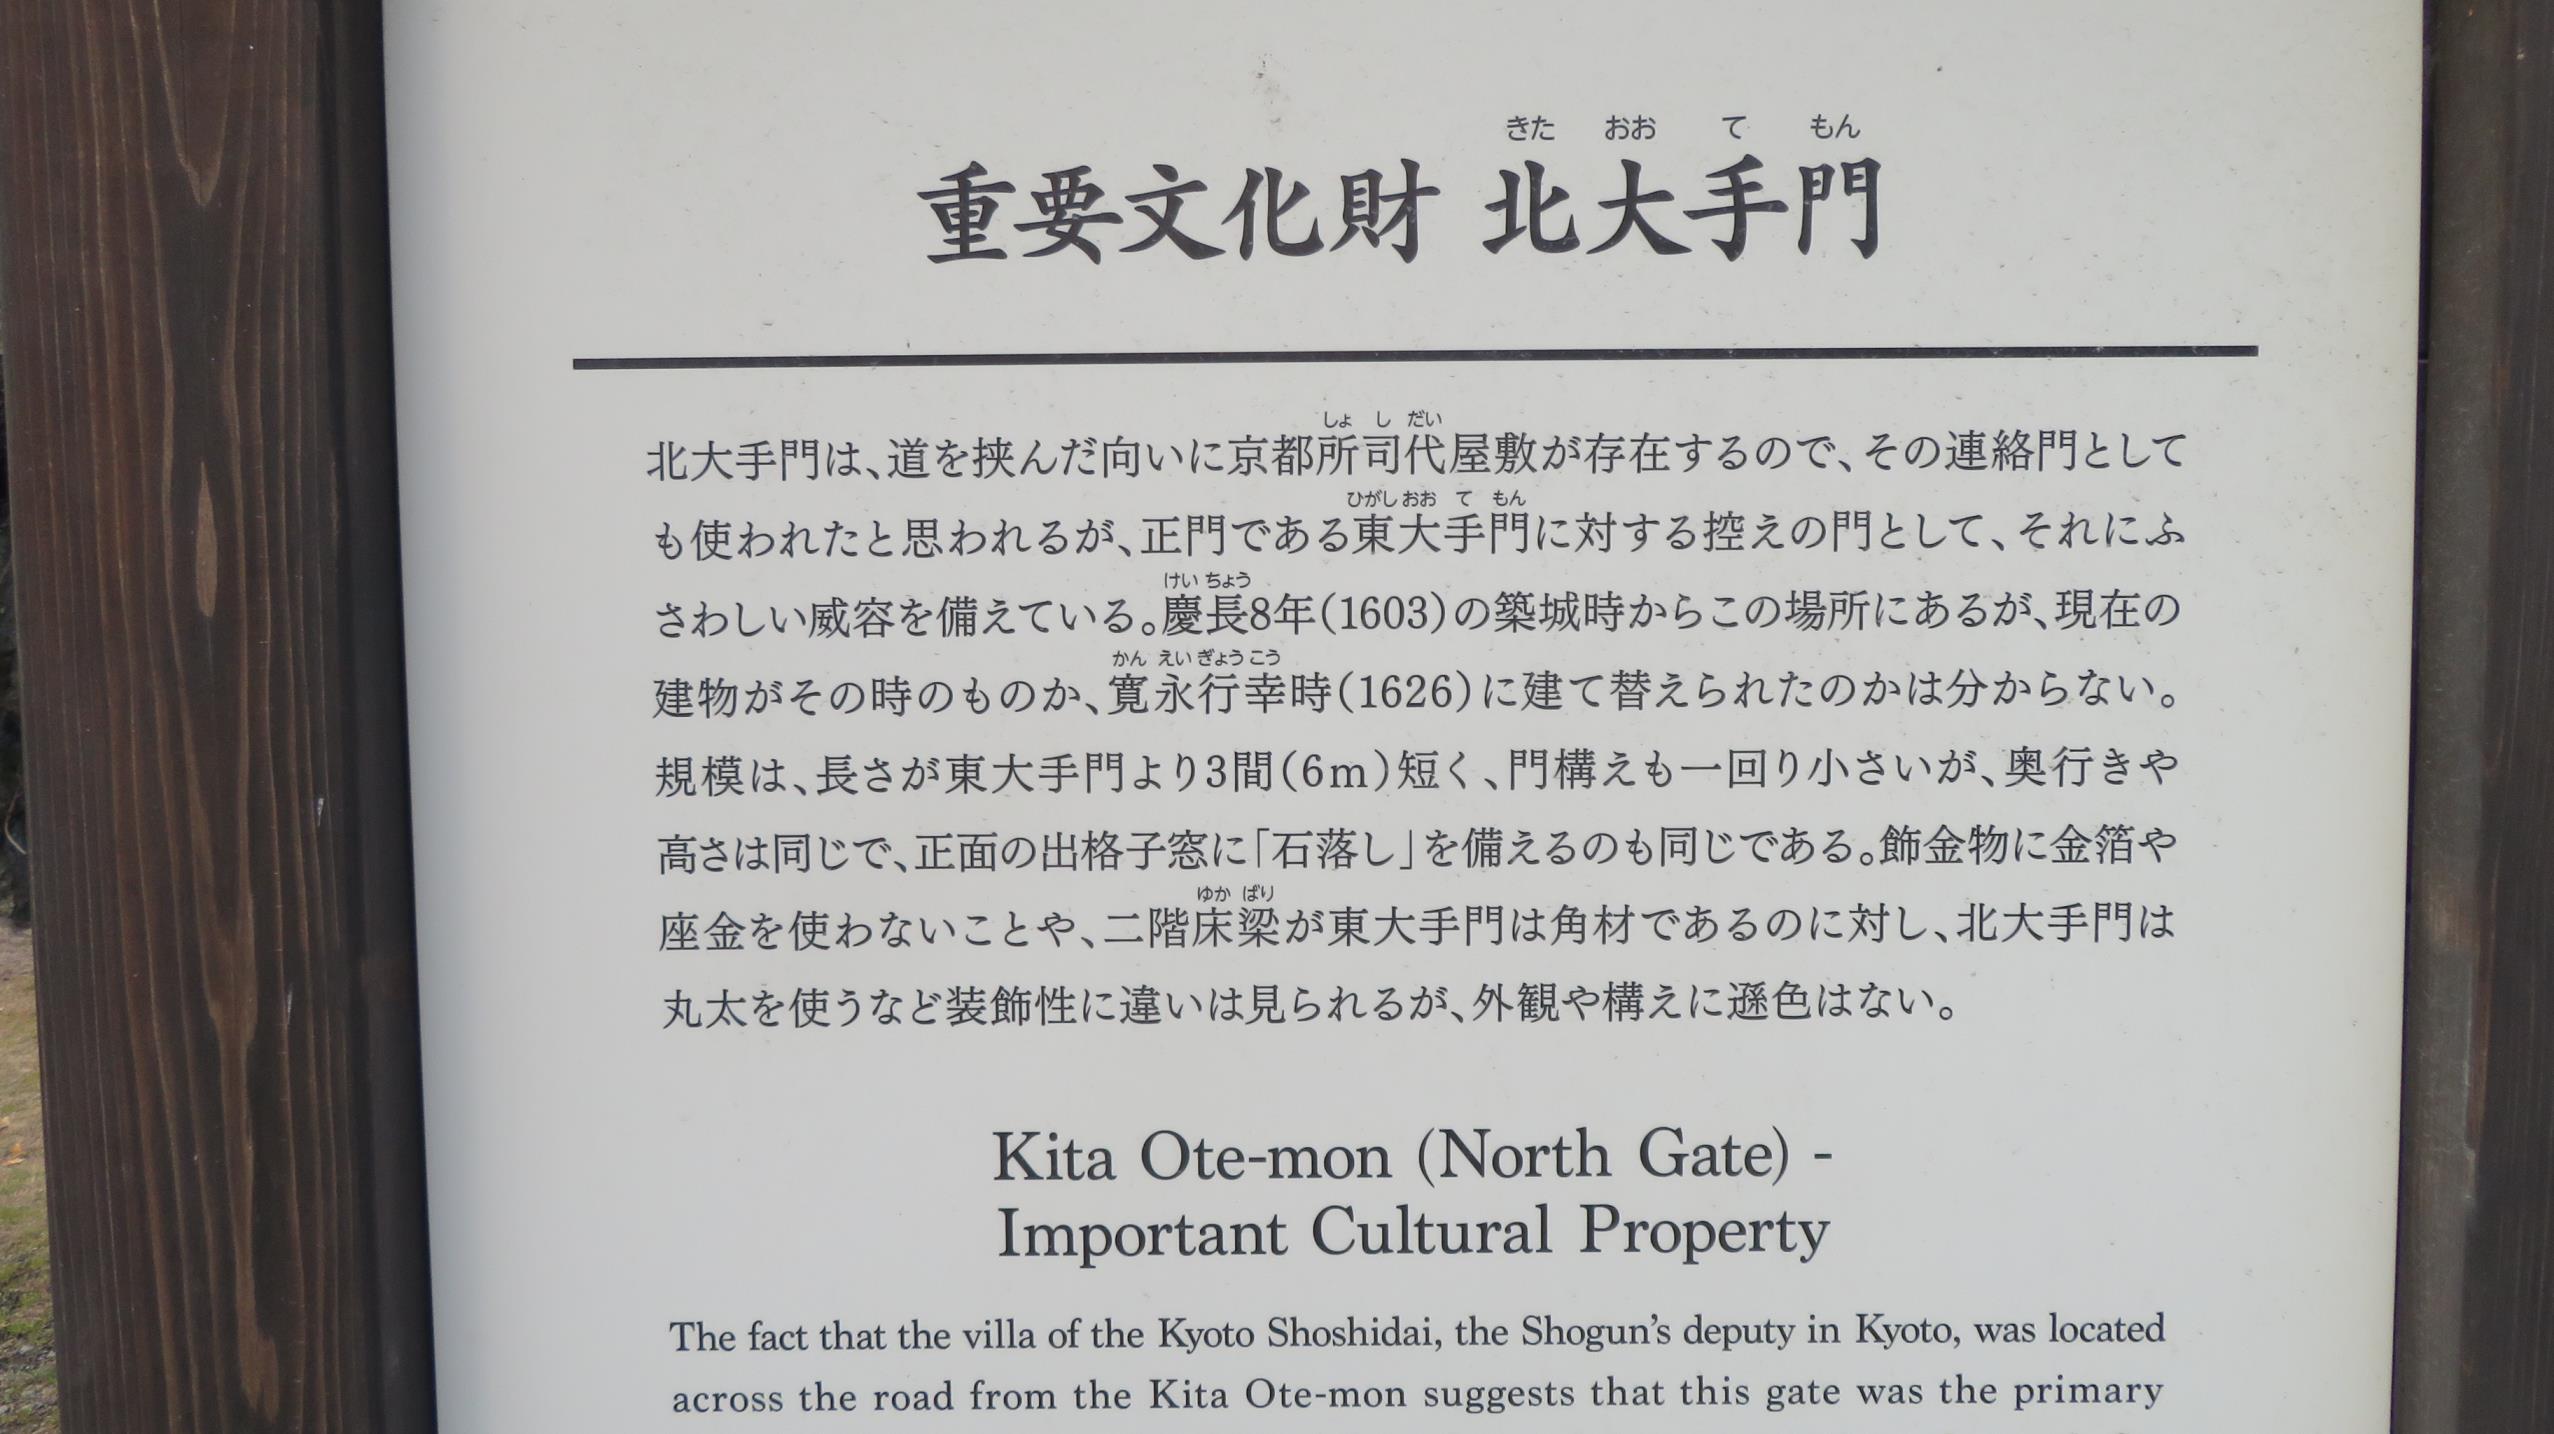 きた おお て もん
重要文化財 北大手門
しょ し だい
北大手門は、道を挟んだ向いに京都所司代屋敷が存在するので、その連絡門として
ひがし おお て もん
も使われたと思われるが、正門である東大手門に対する控えの門として、それにふ
けい ちょう
さわしい威容を備えている。慶長8年(1603)の築城時からこの場所にあるが、現在の
かん えい ぎょう こう
建物がその時のものか、寛永行幸時(1626)に建て替えられたのかは分からない。
規模は、長さが東大手門より3間(6m)短く、門構えも一回り小さいが、奥行きや
高さは同じで、正面の出格子窓に「石落し」を備えるのも同じである。飾金物に金箔や
ゆか ばり
座金を使わないことや、二階床梁が東大手門は角材であるのに対し、北大手門は
丸太を使うなど装飾性に違いは見られるが、外観や構えに遜色はない。
Kita Ote-mon (North Gate) -
Important Cultural Property
The fact that the villa of the Kyoto Shoshidai, the Shogun's deputy in Kyoto, was located
across the road from the Kita Ote-mon suggests that this gate was the primary